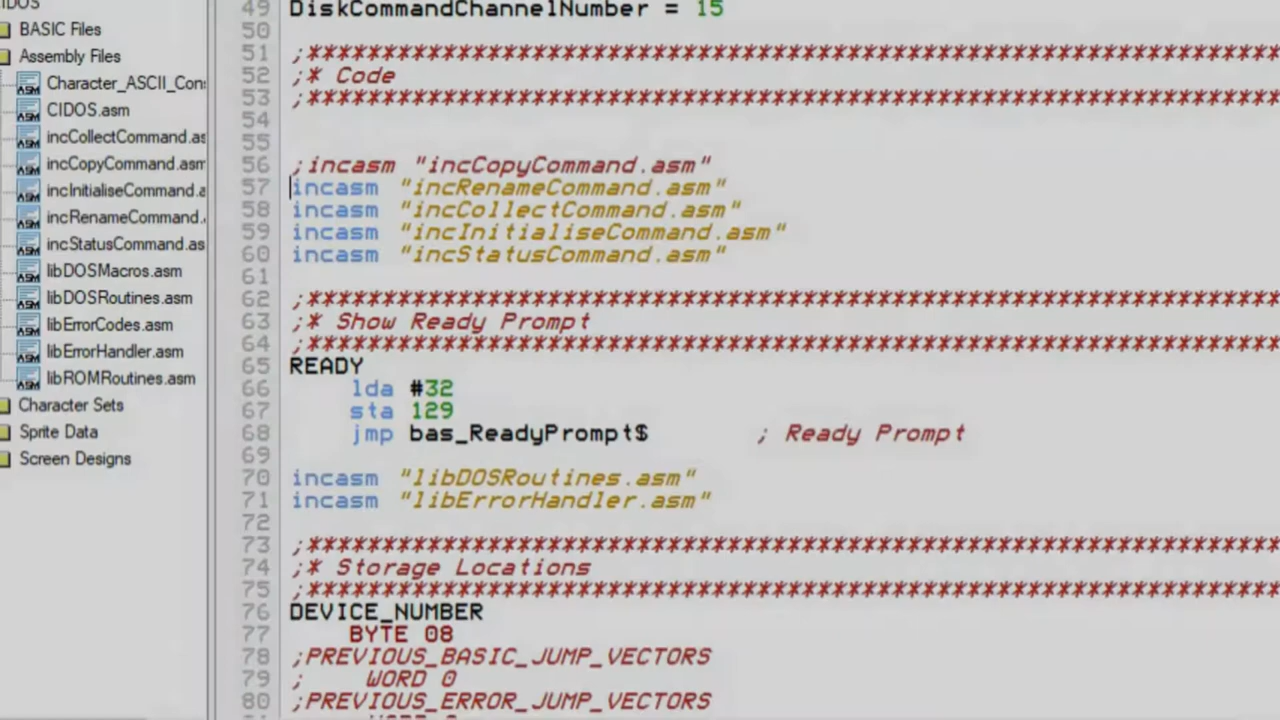 CIDOS
BASIC Files
Assembly Files
Character_ASCII_Cons
CIDOS.asm
incCollectCommand.as
incCopyCommand.asm
incInitialiseCommand.a
incRenameCommand.
incStatusCommand.as
libDOSMacros.asm
libDOSRoutines.asm
libErrorCodes.asm
libErrorHandler.asm
libROMRoutines.asm
Character Sets
Sprite Data
Screen Designs
49 DiskCommandChannelNumber = 15
50
51 ;******************************************************************
52 ;* Code
53 ;******************************************************************
54
55
56 ;incasm "incCopyCommand.asm"
57 incasm "incRenameCommand.asm"
58 incasm "incCollectCommand.asm"
59 incasm "incInitialiseCommand.asm"
60 incasm "incStatusCommand.asm"
61
62 ;******************************************************************
63 ;* Show Ready Prompt
64 ;******************************************************************
65 READY
66 lda #32
67 sta 129
68 jmp bas_ReadyPrompt$ ; Ready Prompt
69
70 incasm "libDOSRoutines.asm"
71 incasm "libErrorHandler.asm"
72
73 ;******************************************************************
74 ;* Storage Locations
75 ;******************************************************************
76 DEVICE_NUMBER
77 BYTE 08
78 ;PREVIOUS_BASIC_JUMP_VECTORS
79 ; WORD 0
80 ;PREVIOUS_ERROR_JUMP_VECTORS